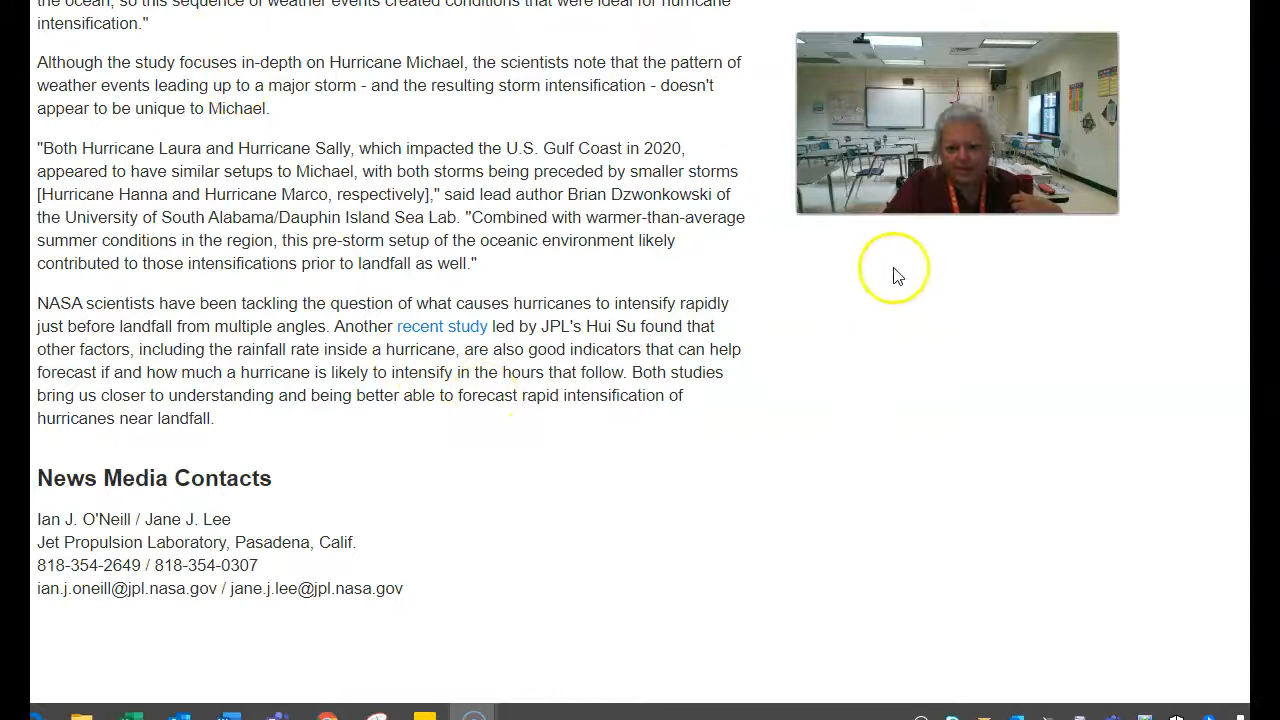 the ocean, so this sequence of weather events created conditions that were ideal for hurricane
intensification."
Although the study focuses in-depth on Hurricane Michael, the scientists note that the pattern of
weather events leading up to a major storm - and the resulting storm intensification - doesn't
appear to be unique to Michael.
"Both Hurricane Laura and Hurricane Sally, which impacted the U.S. Gulf Coast in 2020,
appeared to have similar setups to Michael, with both storms being preceded by smaller storms
[Hurricane Hanna and Hurricane Marco, respectively]," said lead author Brian Dzwonkowski of
the University of South Alabama/Dauphin Island Sea Lab. "Combined with warmer-than-average
summer conditions in the region, this pre-storm setup of the oceanic environment likely
contributed to those intensifications prior to landfall as well."
NASA scientists have been tackling the question of what causes hurricanes to intensify rapidly
just before landfall from multiple angles. Another recent study led by JPL's Hui Su found that
other factors, including the rainfall rate inside a hurricane, are also good indicators that can help
forecast if and how much a hurricane is likely to intensify in the hours that follow. Both studies
bring us closer to understanding and being better able to forecast rapid intensification of
hurricanes near landfall.
News Media Contacts
Ian J. O'Neill / Jane J. Lee
Jet Propulsion Laboratory, Pasadena, Calif.
818-354-2649 / 818-354-0307
ian.j.oneill@jpl.nasa.gov / jane.j.lee@jpl.nasa.gov